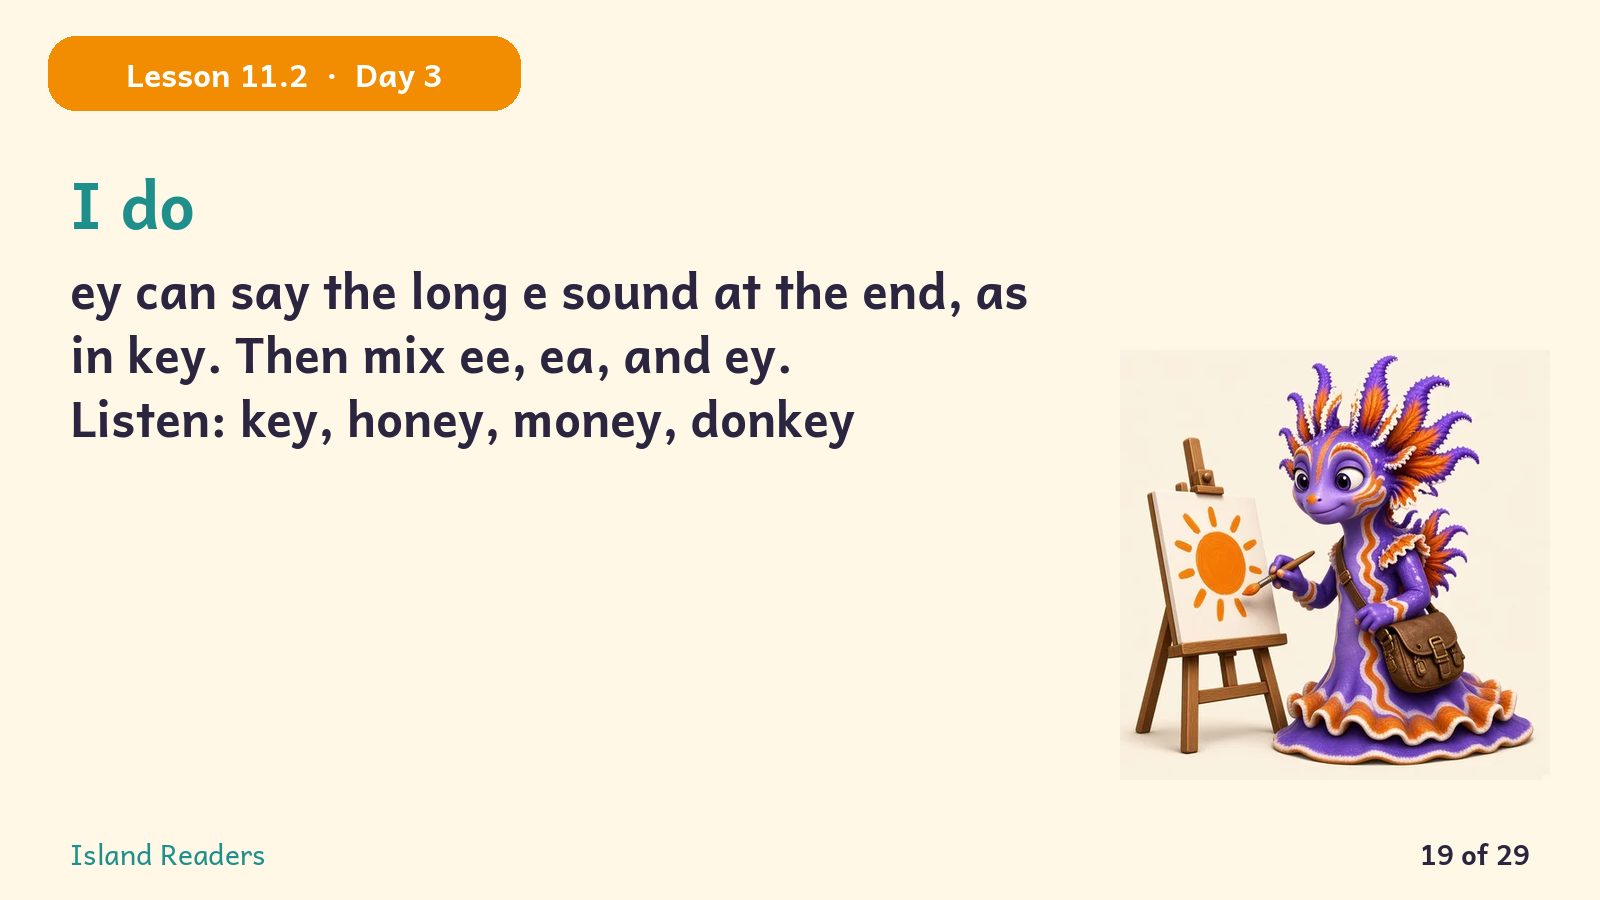 Lesson 11.2 · Day 3
I do
ey can say the long e sound at the end, as
in key. Then mix ee, ea, and ey.
Listen: key, honey, money, donkey
Island Readers
19 of 29